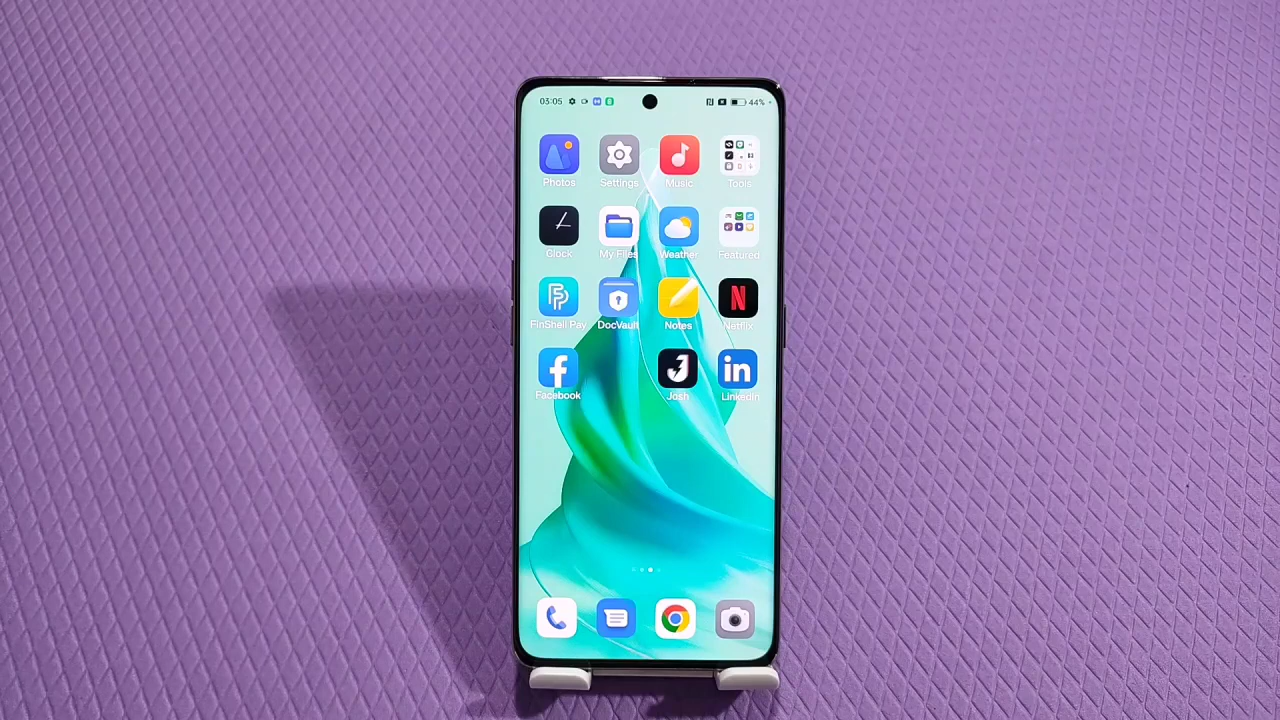 03:05
44%
Photos Settings Music Tools
Clock My Files Weather Featured
FinShell Pay DocVault Notes Netflix
N
Facebook Josh LinkedIn
f J in